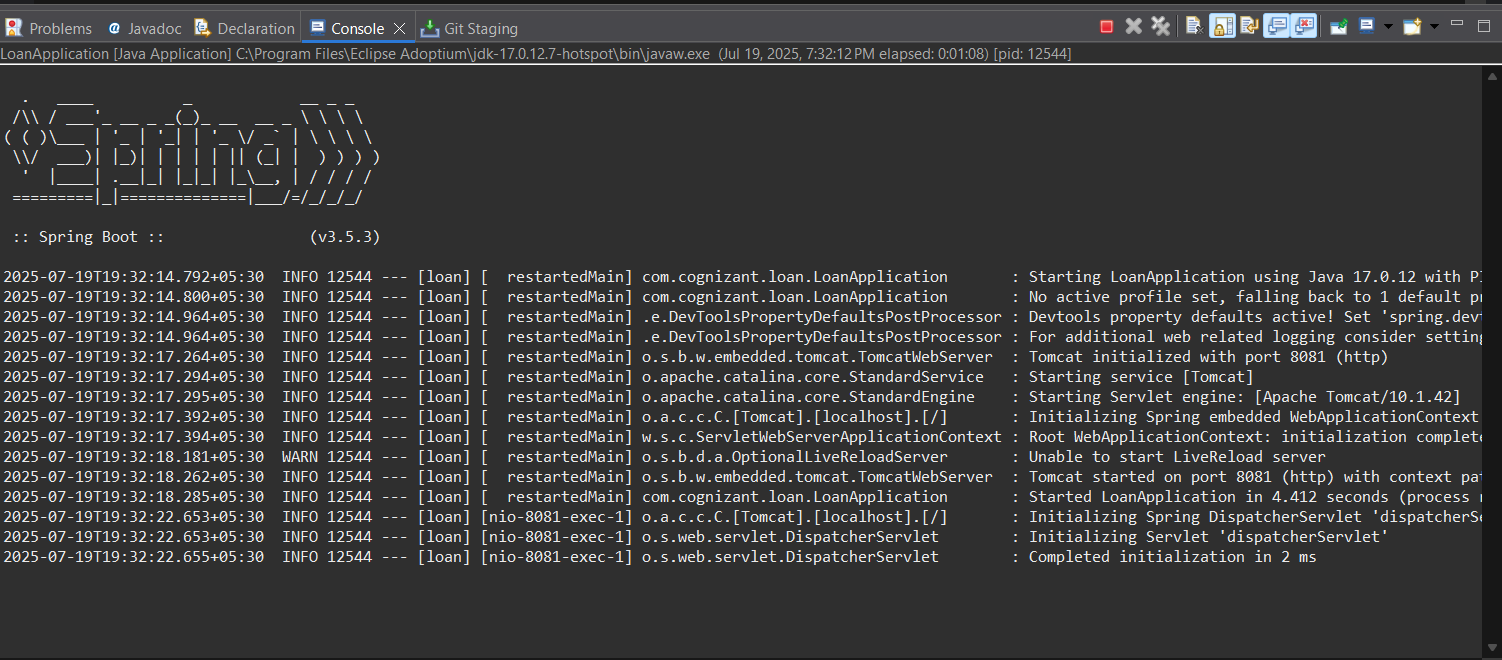 Problems Javadoc Declaration Console Git Staging
LoanApplication [Java Application] C:\Program Files\Eclipse Adoptium\jdk-17.0.12.7-hotspot\bin\javaw.exe (Jul 19, 2025, 7:32:12 PM elapsed: 0:01:08) [pid: 12544]
  .   ____          _            __ _ _
 /\\ / ___'_ __ _ _(_)_ __  __ _ \ \ \ \
( ( )\___ | '_ | '_| | '_ \/ _` | \ \ \ \
 \\/  ___)| |_)| | | | | || (_| |  ) ) ) )
  '  |____| .__|_| |_|_| |_\__, | / / / /
 =========|_|==============|___/=/_/_/_/
 :: Spring Boot ::                (v3.5.3)
2025-07-19T19:32:14.792+05:30  INFO 12544 --- [loan] [  restartedMain] com.cognizant.loan.LoanApplication       : Starting LoanApplication using Java 17.0.12 with
2025-07-19T19:32:14.800+05:30  INFO 12544 --- [loan] [  restartedMain] com.cognizant.loan.LoanApplication       : No active profile set, falling back to 1 default
2025-07-19T19:32:14.964+05:30  INFO 12544 --- [loan] [  restartedMain] .e.DevToolsPropertyDefaultsPostProcessor : Devtools property defaults active! Set 'spring.dev
2025-07-19T19:32:14.964+05:30  INFO 12544 --- [loan] [  restartedMain] .e.DevToolsPropertyDefaultsPostProcessor : For additional web related logging consider setting
2025-07-19T19:32:17.264+05:30  INFO 12544 --- [loan] [  restartedMain] o.s.b.w.embedded.tomcat.TomcatWebServer  : Tomcat initialized with port 8081 (http)
2025-07-19T19:32:17.294+05:30  INFO 12544 --- [loan] [  restartedMain] o.apache.catalina.core.StandardService   : Starting service [Tomcat]
2025-07-19T19:32:17.295+05:30  INFO 12544 --- [loan] [  restartedMain] o.apache.catalina.core.StandardEngine    : Starting Servlet engine: [Apache Tomcat/10.1.42]
2025-07-19T19:32:17.392+05:30  INFO 12544 --- [loan] [  restartedMain] o.a.c.c.C.[Tomcat].[localhost].[/]       : Initializing Spring embedded WebApplicationContext
2025-07-19T19:32:17.394+05:30  INFO 12544 --- [loan] [  restartedMain] w.s.c.ServletWebServerApplicationContext : Root WebApplicationContext: initialization complete
2025-07-19T19:32:18.181+05:30  WARN 12544 --- [loan] [  restartedMain] o.s.b.d.a.OptionalLiveReloadServer       : Unable to start LiveReload server
2025-07-19T19:32:18.262+05:30  INFO 12544 --- [loan] [  restartedMain] o.s.b.w.embedded.tomcat.TomcatWebServer  : Tomcat started on port 8081 (http) with context pa
2025-07-19T19:32:18.285+05:30  INFO 12544 --- [loan] [  restartedMain] com.cognizant.loan.LoanApplication       : Started LoanApplication in 4.412 seconds (process
2025-07-19T19:32:22.653+05:30  INFO 12544 --- [loan] [nio-8081-exec-1] o.a.c.c.C.[Tomcat].[localhost].[/]       : Initializing Spring DispatcherServlet 'dispatcherSe
2025-07-19T19:32:22.653+05:30  INFO 12544 --- [loan] [nio-8081-exec-1] o.s.web.servlet.DispatcherServlet        : Initializing Servlet 'dispatcherServlet'
2025-07-19T19:32:22.655+05:30  INFO 12544 --- [loan] [nio-8081-exec-1] o.s.web.servlet.DispatcherServlet        : Completed initialization in 2 ms